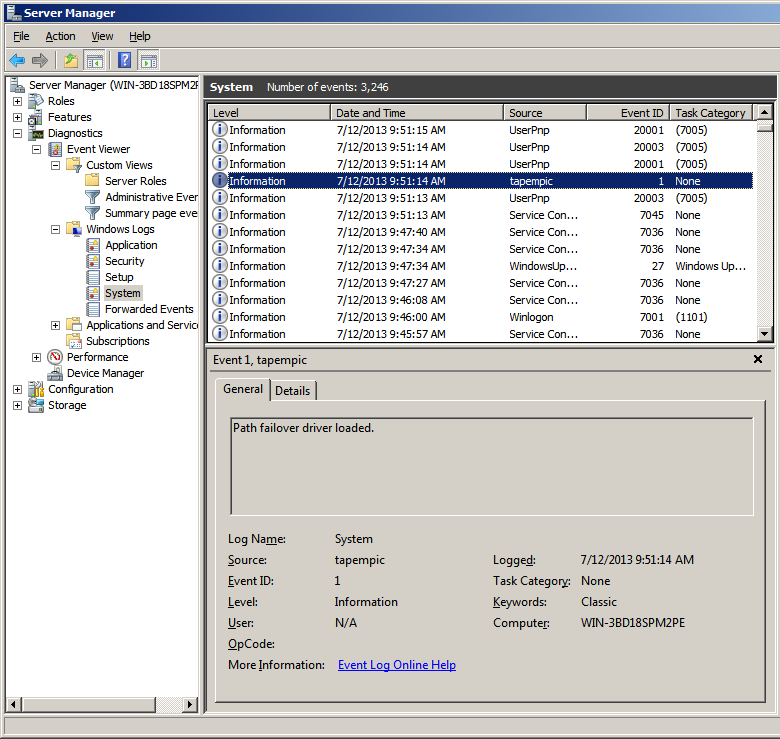 Server Manager
File Action View Help
Server Manager (WIN-3BD18SPM2P
Roles
Features
Diagnostics
Event Viewer
Custom Views
Server Roles
Administrative Ever
Summary page eve
Windows Logs
Application
Security
Setup
System
Forwarded Events
Applications and Service
Subscriptions
Performance
Device Manager
Configuration
Storage
System Number of events: 3,246
Level Date and Time Source Event ID Task Category
Information 7/12/2013 9:51:15 AM UserPnp 20001 (7005)
Information 7/12/2013 9:51:14 AM UserPnp 20003 (7005)
Information 7/12/2013 9:51:14 AM UserPnp 20001 (7005)
Information 7/12/2013 9:51:14 AM tapempic 1 None
Information 7/12/2013 9:51:13 AM UserPnp 20003 (7005)
Information 7/12/2013 9:51:13 AM Service Con... 7045 None
Information 7/12/2013 9:47:40 AM Service Con... 7036 None
Information 7/12/2013 9:47:34 AM Service Con... 7036 None
Information 7/12/2013 9:47:34 AM WindowsUp... 27 Windows Up...
Information 7/12/2013 9:47:27 AM Service Con... 7036 None
Information 7/12/2013 9:46:08 AM Service Con... 7036 None
Information 7/12/2013 9:46:00 AM Winlogon 7001 (1101)
Information 7/12/2013 9:45:57 AM Service Con... 7036 None
Event 1, tapempic
General Details
Path failover driver loaded.
Log Name: System
Source: tapempic Logged: 7/12/2013 9:51:14 AM
Event ID: 1 Task Category: None
Level: Information Keywords: Classic
User: N/A Computer: WIN-3BD18SPM2PE
OpCode:
More Information: Event Log Online Help